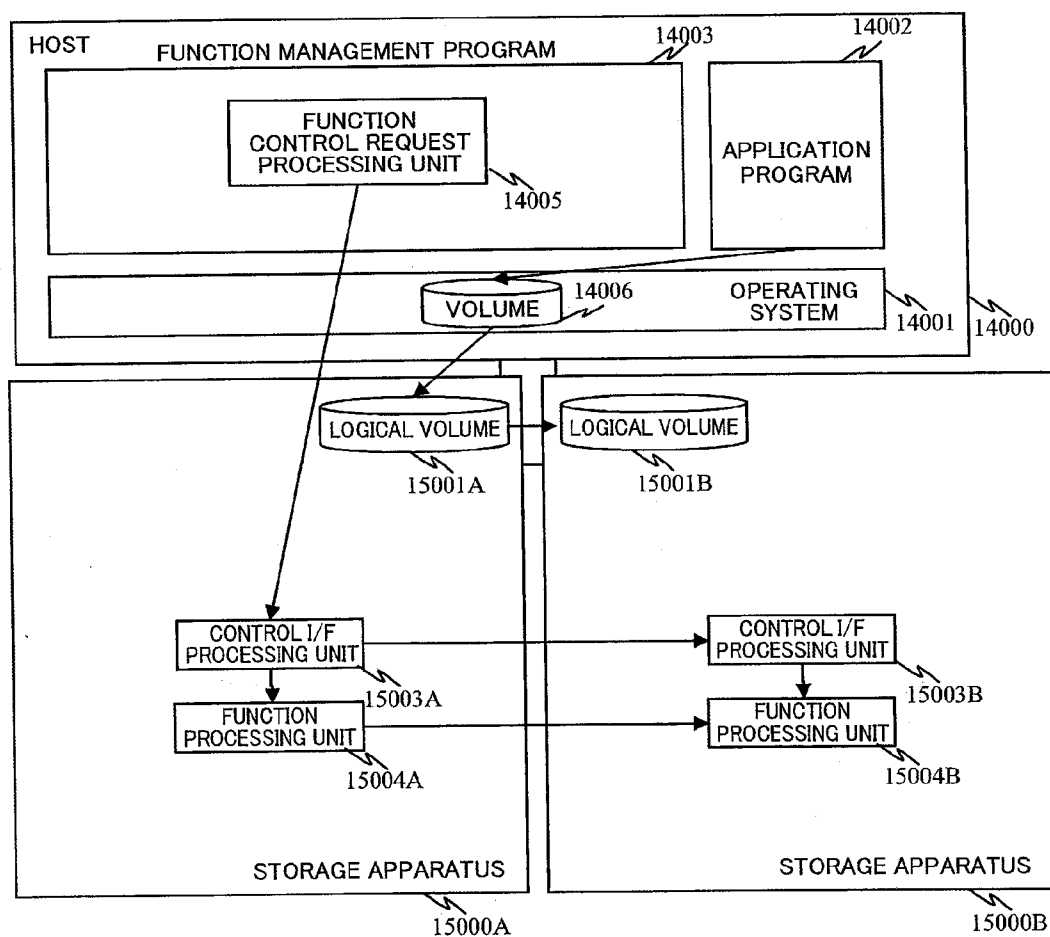 HOST
FUNCTION MANAGEMENT PROGRAM
14003
14002
FUNCTION
CONTROL REQUEST
PROCESSING UNIT
14005
APPLICATION
PROGRAM
VOLUME
14006
OPERATING
SYSTEM
14001
14000
LOGICAL VOLUME
15001A
LOGICAL VOLUME
15001B
CONTROL I/F
PROCESSING UNIT
15003A
CONTROL I/F
PROCESSING UNIT
15003B
FUNCTION
PROCESSING UNIT
15004A
FUNCTION
PROCESSING UNIT
15004B
STORAGE APPARATUS
15000A
STORAGE APPARATUS
15000B